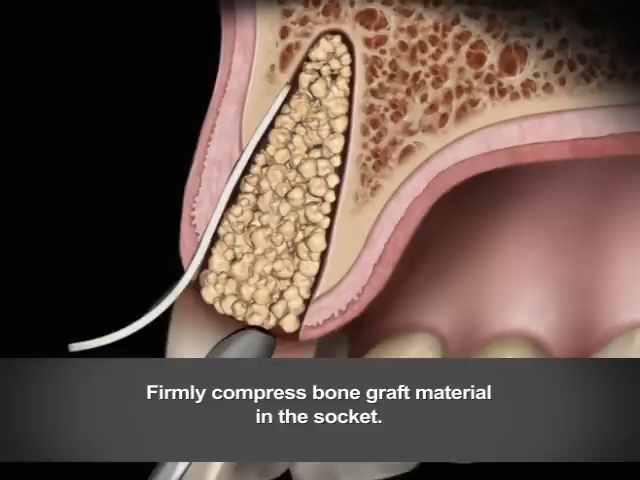 Firmly compress bone graft material
in the socket.